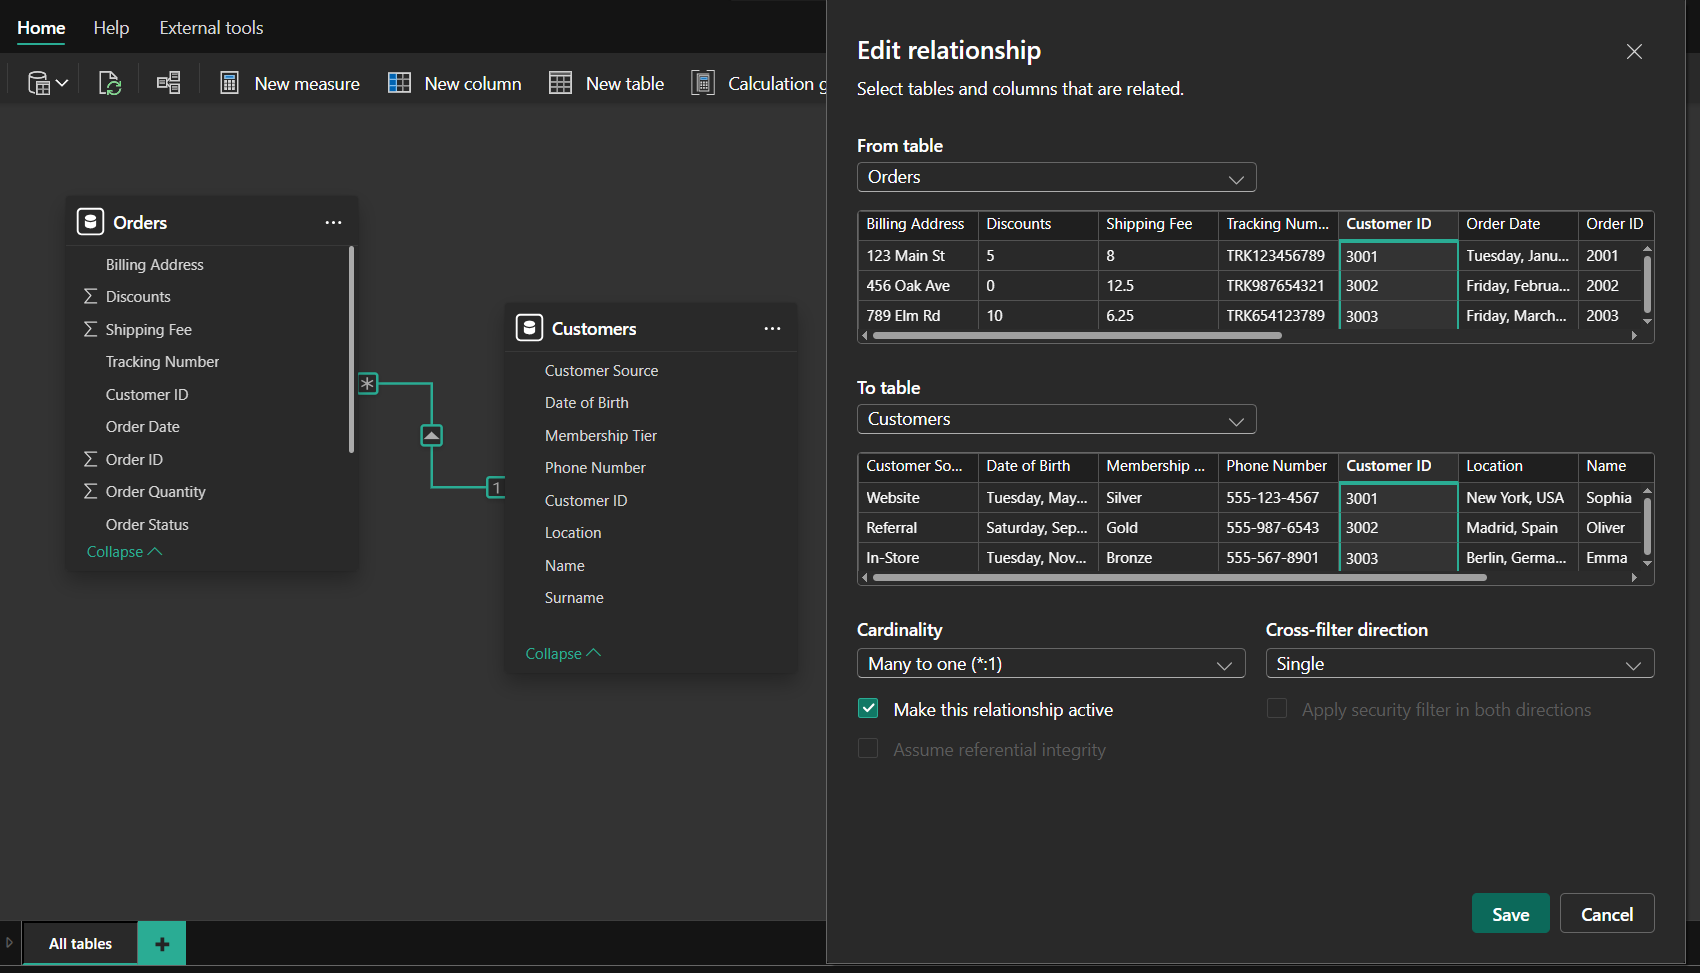 Home Help External tools
New measure New column New table Calculation g
Orders
Billing Address
Discounts
Shipping Fee
Tracking Number
Customer ID
Order Date
Order ID
Order Quantity
Order Status
Collapse
*
1
Customers
Customer Source
Date of Birth
Membership Tier
Phone Number
Customer ID
Location
Name
Surname
Collapse
All tables +
Edit relationship
Select tables and columns that are related.
From table
Orders
Billing Address Discounts Shipping Fee Tracking Num... Customer ID Order Date Order ID
123 Main St 5 8 TRK123456789 3001 Tuesday, Janu... 2001
456 Oak Ave 0 12.5 TRK987654321 3002 Friday, Februa... 2002
789 Elm Rd 10 6.25 TRK654123789 3003 Friday, March... 2003
To table
Customers
Customer So... Date of Birth Membership ... Phone Number Customer ID Location Name
Website Tuesday, May... Silver 555-123-4567 3001 New York, USA Sophia
Referral Saturday, Sep... Gold 555-987-6543 3002 Madrid, Spain Oliver
In-Store Tuesday, Nov... Bronze 555-567-8901 3003 Berlin, Germa... Emma
Cardinality Cross-filter direction
Many to one (*:1) Single
Make this relationship active Apply security filter in both directions
Assume referential integrity
Save Cancel